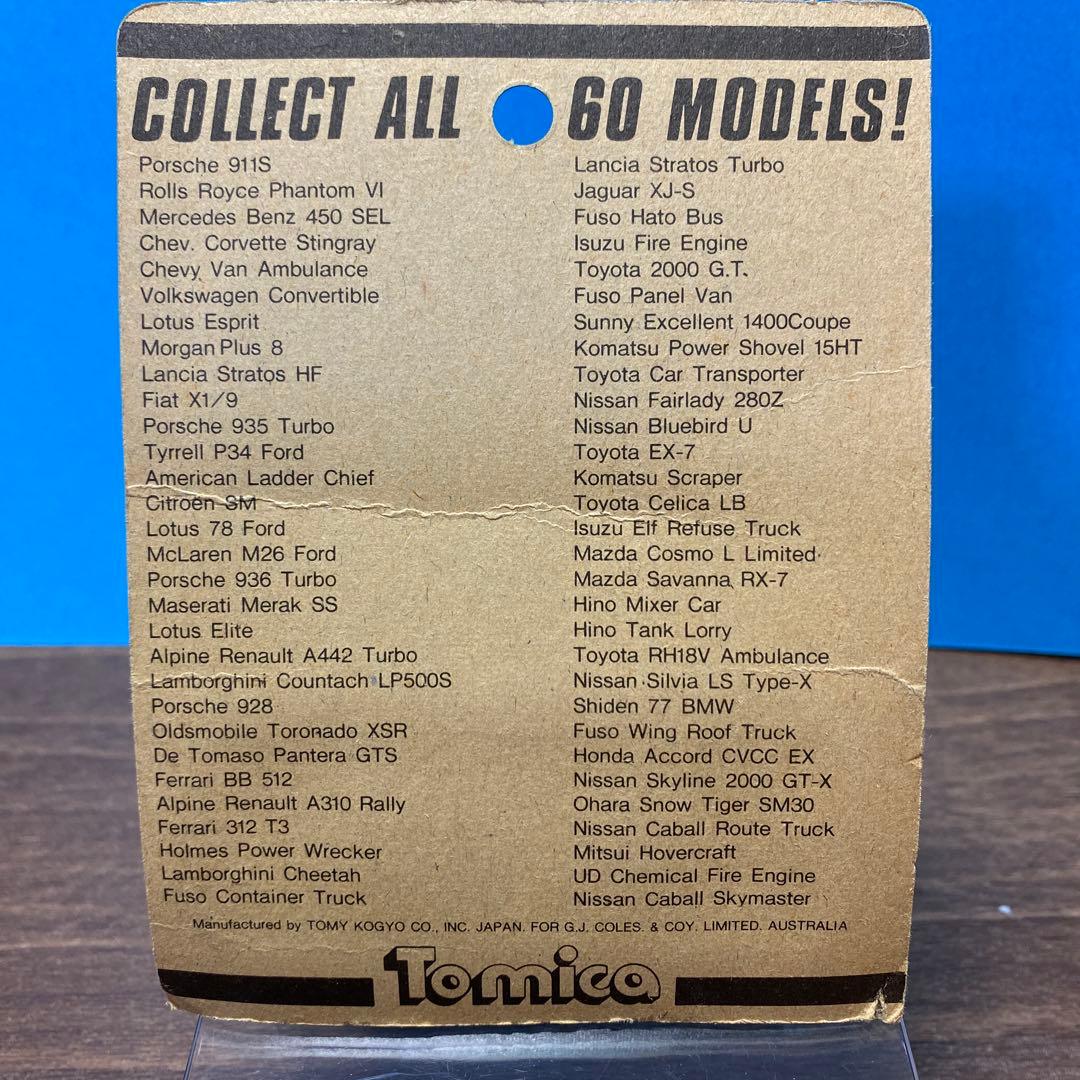 COLLECT ALL 60 MODELS!
Porsche 911S
Rolls Royce Phantom VI
Mercedes Benz 450 SEL
Chev. Corvette Stingray
Chevy Van Ambulance
Volkswagen Convertible
Lotus Esprit
Morgan Plus 8
Lancia Stratos HF
Fiat X1/9
Porsche 935 Turbo
Tyrrell P34 Ford
American Ladder Chief
Citroën SM
Lotus 78 Ford
McLaren M26 Ford
Porsche 936 Turbo
Maserati Merak SS
Lotus Elite
Alpine Renault A442 Turbo
Lamborghini Countach LP500S
Porsche 928
Oldsmobile Toronado XSR
De Tomaso Pantera GTS
Ferrari BB 512
Alpine Renault A310 Rally
Ferrari 312 T3
Holmes Power Wrecker
Lamborghini Cheetah
Fuso Container Truck
Lancia Stratos Turbo
Jaguar XJ-S
Fuso Hato Bus
Isuzu Fire Engine
Toyota 2000 G.T.
Fuso Panel Van
Sunny Excellent 1400Coupe
Komatsu Power Shovel 15HT
Toyota Car Transporter
Nissan Fairlady 280Z
Nissan Bluebird U
Toyota EX-7
Komatsu Scraper
Toyota Celica LB
Isuzu Elf Refuse Truck
Mazda Cosmo L Limited
Mazda Savanna RX-7
Hino Mixer Car
Hino Tank Lorry
Toyota RH18V Ambulance
Nissan Silvia LS Type-X
Shiden 77 BMW
Fuso Wing Roof Truck
Honda Accord CVCC EX
Nissan Skyline 2000 GT-X
Ohara Snow Tiger SM30
Nissan Caball Route Truck
Mitsui Hovercraft
UD Chemical Fire Engine
Nissan Caball Skymaster
Manufactured by TOMY KOGYO CO., INC. JAPAN. FOR G.J. COLES. & COY. LIMITED. AUSTRALIA
Tomica